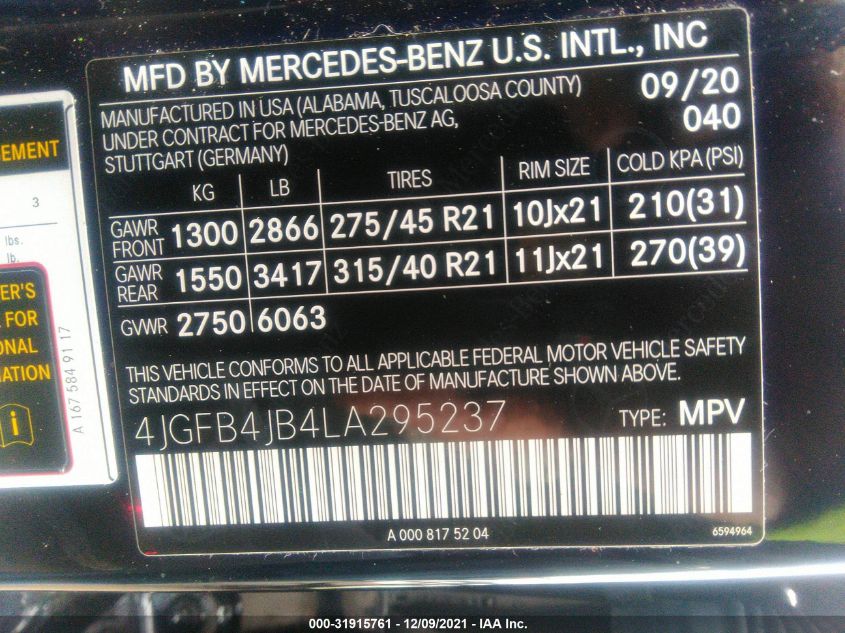 MFD BY MERCEDES-BENZ U.S. INTL., INC
MANUFACTURED IN USA (ALABAMA, TUSCALOOSA COUNTY) 09/20
UNDER CONTRACT FOR MERCEDES-BENZ AG, 040
STUTTGART (GERMANY)
KG LB TIRES RIM SIZE COLD KPA (PSI)
GAWR FRONT 1300 2866 275/45 R21 10Jx21 210(31)
GAWR REAR 1550 3417 315/40 R21 11Jx21 270(39)
GVWR 2750 6063
THIS VEHICLE CONFORMS TO ALL APPLICABLE FEDERAL MOTOR VEHICLE SAFETY
STANDARDS IN EFFECT ON THE DATE OF MANUFACTURE SHOWN ABOVE.
4JGFB4JB4LA295237 TYPE: MPV
A 000 817 52 04 6594964
EMENT
3
lbs.
lb.
ER'S
FOR
ONAL
ATION
i
A 167 584 91 17
000-31915761 - 12/09/2021 - IAA Inc.